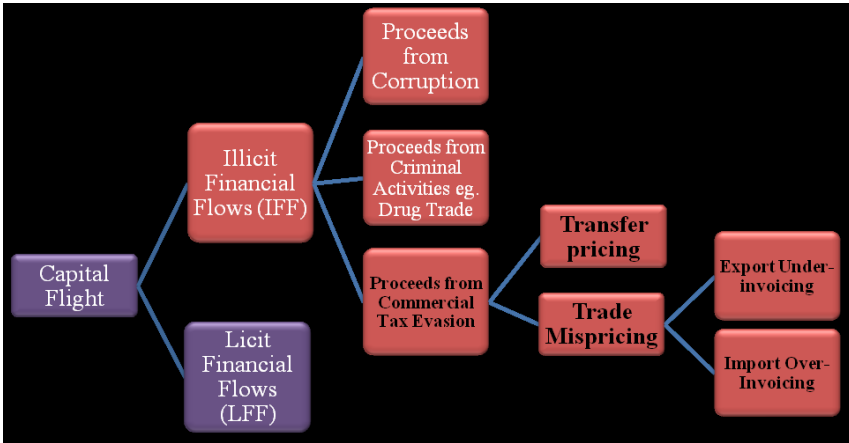 Capital
Flight
Illicit
Financial
Flows (IFF)
Licit
Financial
Flows
(LFF)
Proceeds
from
Corruption
Proceeds from
Criminal
Activities eg.
Drug Trade
Proceeds from
Commercial
Tax Evasion
Transfer
pricing
Trade
Mispricing
Export Under-
invoicing
Import Over-
Invoicing